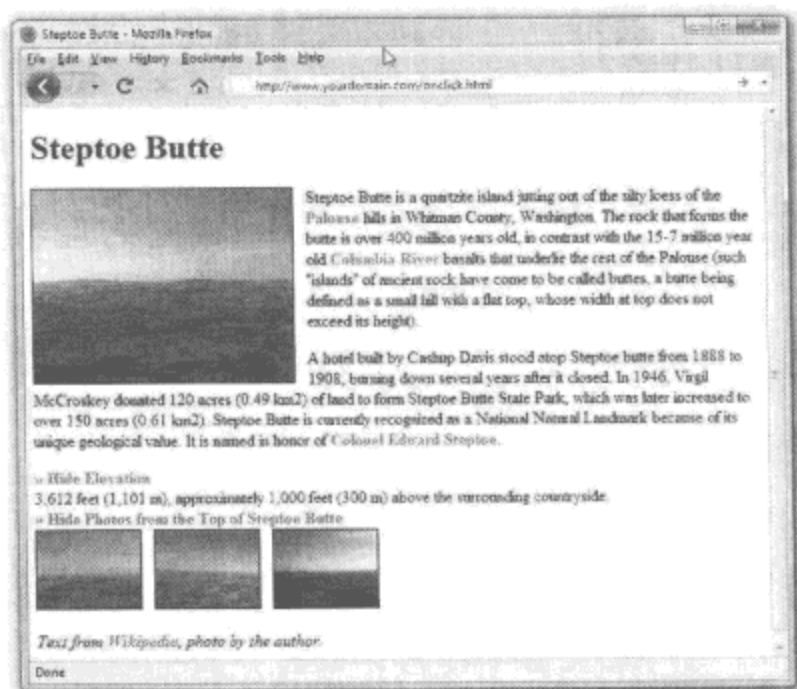 Steptoe Butte - Mozilla Firefox
File Edit View History Bookmarks Tools Help
http://www.yourdomain.com/onclick.html
Steptoe Butte
Steptoe Butte is a quartzite island jutting out of the silty loess of the
Palouse hills in Whitman County, Washington. The rock that forms the
butte is over 400 million years old, in contrast with the 15-7 million year
old Columbia River basalts that underlie the rest of the Palouse (such
"islands" of ancient rock have come to be called buttes, a butte being
defined as a small hill with a flat top, whose width at top does not
exceed its height).
A hotel built by Cashup Davis stood atop Steptoe butte from 1888 to
1908, burning down several years after it closed. In 1946, Virgil
McCroskey donated 120 acres (0.49 km2) of land to form Steptoe Butte State Park, which was later increased to
over 150 acres (0.61 km2). Steptoe Butte is currently recognized as a National Natural Landmark because of its
unique geological value. It is named in honor of Colonel Edward Steptoe.
» Hide Elevation
3,612 feet (1,101 m), approximately 1,000 feet (300 m) above the surrounding countryside.
» Hide Photos from the Top of Steptoe Butte
Text from Wikipedia, photo by the author.
Done